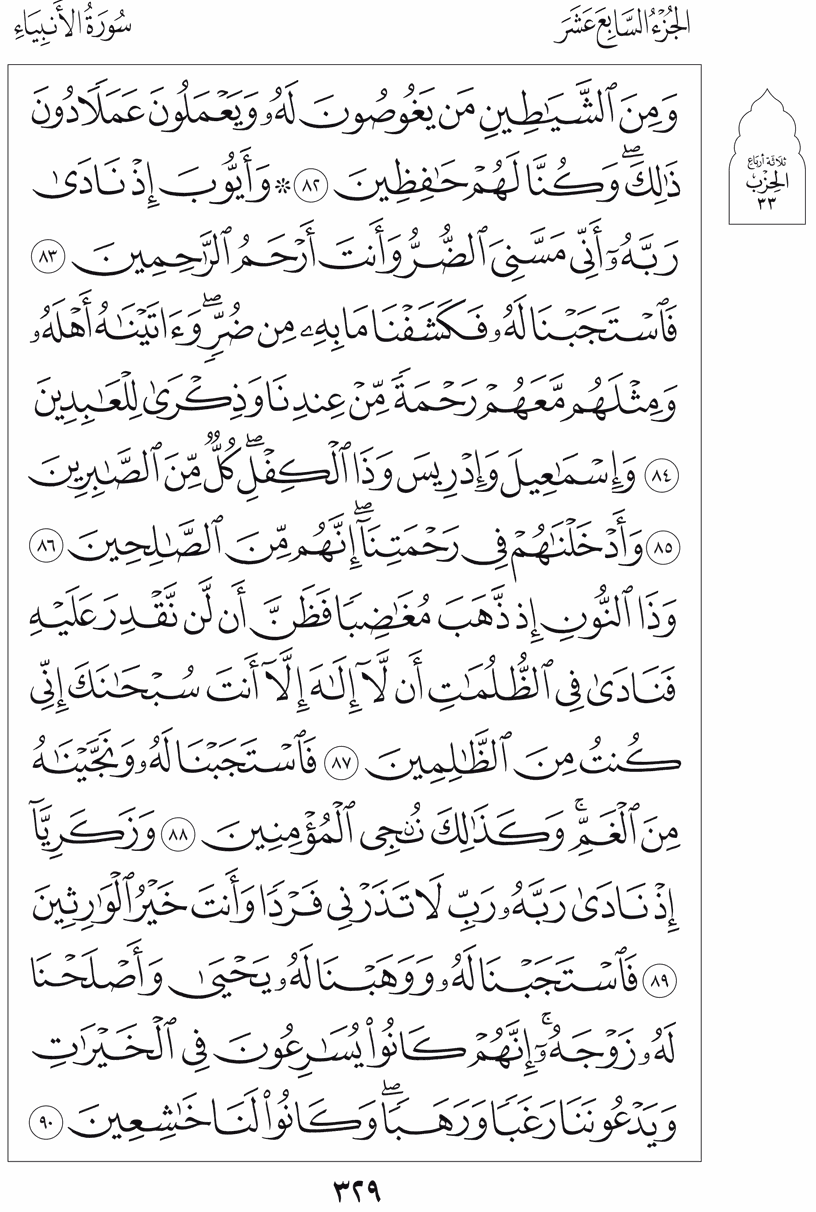 الجُزْءُ السَّابِعَ عَشَرَ
سُورَةُ الأَنبِيَاءِ
وَمِنَ ٱلشَّيَٰطِينِ مَن يَغُوصُونَ لَهُۥ وَيَعۡمَلُونَ عَمَلٗا دُونَ
ذَٰلِكَۖ وَكُنَّا لَهُمۡ حَٰفِظِينَ ٨٢ * وَأَيُّوبَ إِذۡ نَادَىٰ
رَبَّهُۥٓ أَنِّي مَسَّنِيَ ٱلضُّرُّ وَأَنتَ أَرۡحَمُ ٱلرَّٰحِمِينَ ٨٣
فَٱسۡتَجَبۡنَا لَهُۥ فَكَشَفۡنَا مَا بِهِۦ مِن ضُرّٖۖ وَءَاتَيۡنَٰهُ أَهۡلَهُۥ
وَمِثۡلَهُم مَّعَهُمۡ رَحۡمَةٗ مِّنۡ عِندِنَا وَذِكۡرَىٰ لِلۡعَٰبِدِينَ
٨٤ وَإِسۡمَٰعِيلَ وَإِدۡرِيسَ وَذَا ٱلۡكِفۡلِۖ كُلّٞ مِّنَ ٱلصَّٰبِرِينَ
٨٥ وَأَدۡخَلۡنَٰهُمۡ فِي رَحۡمَتِنَآۖ إِنَّهُم مِّنَ ٱلصَّٰلِحِينَ ٨٦
وَذَا ٱلنُّونِ إِذ ذَّهَبَ مُغَٰضِبٗا فَظَنَّ أَن لَّن نَّقۡدِرَ عَلَيۡهِ
فَنَادَىٰ فِي ٱلظُّلُمَٰتِ أَن لَّآ إِلَٰهَ إِلَّآ أَنتَ سُبۡحَٰنَكَ إِنِّي
كُنتُ مِنَ ٱلظَّٰلِمِينَ ٨٧ فَٱسۡتَجَبۡنَا لَهُۥ وَنَجَّيۡنَٰهُ
مِنَ ٱلۡغَمِّۚ وَكَذَٰلِكَ نُـۨجِي ٱلۡمُؤۡمِنِينَ ٨٨ وَزَكَرِيَّآ
إِذۡ نَادَىٰ رَبَّهُۥ رَبِّ لَا تَذَرۡنِي فَرۡدٗا وَأَنتَ خَيۡرُ ٱلۡوَٰرِثِينَ
٨٩ فَٱسۡتَجَبۡنَا لَهُۥ وَوَهَبۡنَا لَهُۥ يَحۡيَىٰ وَأَصۡلَحۡنَا
لَهُۥ زَوۡجَهُۥٓۚ إِنَّهُمۡ كَانُواْ يُسَٰرِعُونَ فِي ٱلۡخَيۡرَٰتِ
وَيَدۡعُونَنَا رَغَبٗا وَرَهَبٗاۖ وَكَانُواْ لَنَا خَٰشِعِينَ ٩٠
ثلاثة أرباع
الحزب
٣٣
٣٢٩